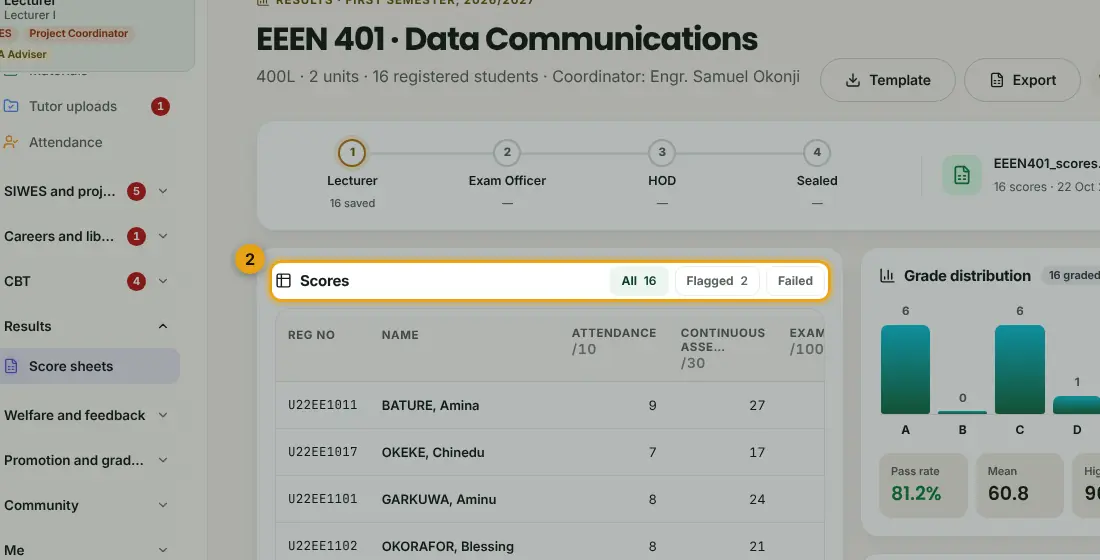 Lecturer
Lecturer I
ES Project Coordinator
A Adviser
Materials
Tutor uploads 1
Attendance
SIWES and proj... 5
Careers and lib... 1
CBT 4
Results
Score sheets
Welfare and feedback
Promotion and grad...
Community
Me
RESULTS · FIRST SEMESTER, 2026/2027
EEEN 401 · Data Communications
400L · 2 units · 16 registered students · Coordinator: Engr. Samuel Okonji
Template
Export
1
Lecturer
16 saved
2
Exam Officer
—
3
HOD
—
4
Sealed
—
EEEN401_scores.
16 scores · 22 Oct
2
Scores
All 16
Flagged 2
Failed
REG NO NAME ATTENDANCE /10 CONTINUOUS ASSE... /30 EXAM /100
U22EE1011 BATURE, Amina 9 27
U22EE1017 OKEKE, Chinedu 7 17
U22EE1101 GARKUWA, Aminu 8 24
U22EE1102 OKORAFOR, Blessing 8 21
Grade distribution 16 graded
6 0 6 1
A B C D
Pass rate
81.2%
Mean
60.8